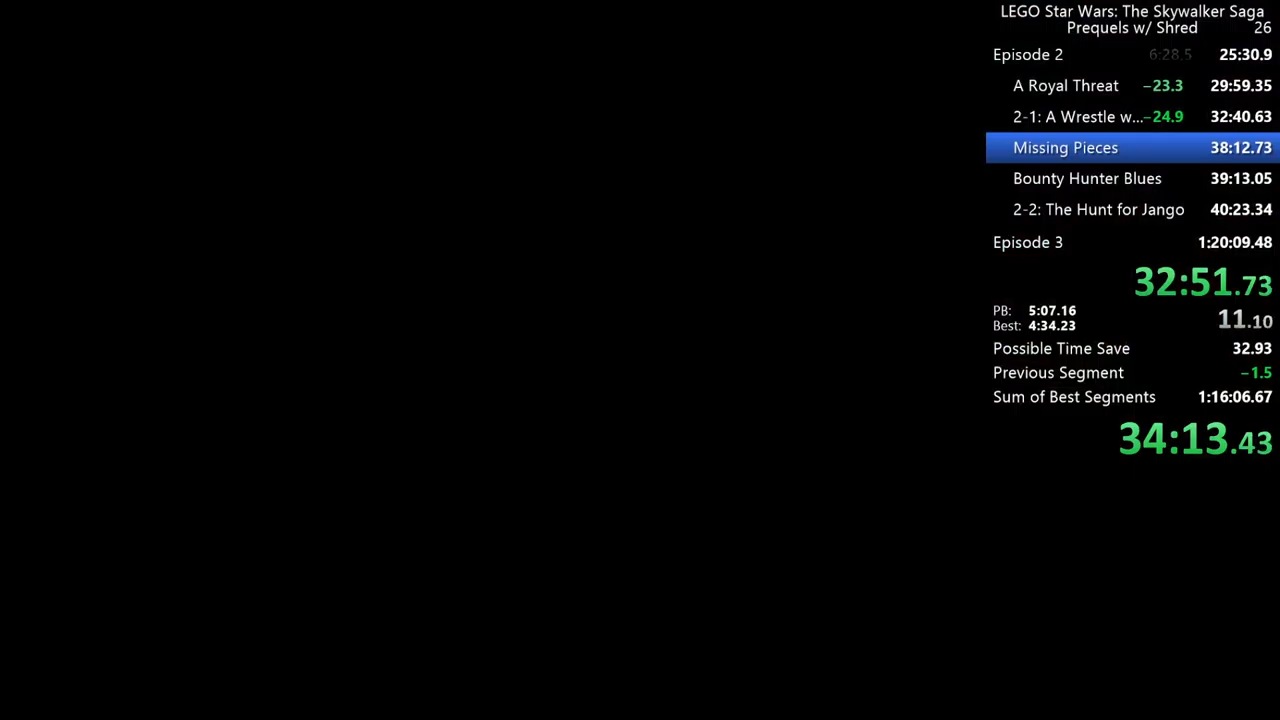 LEGO Star Wars: The Skywalker Saga
Prequels w/ Shred 26
Episode 2 6:28.5 25:30.9
A Royal Threat −23.3 29:59.35
2-1: A Wrestle w...−24.9 32:40.63
Missing Pieces 38:12.73
Bounty Hunter Blues 39:13.05
2-2: The Hunt for Jango 40:23.34
Episode 3 1:20:09.48
32:51.73
PB: 5:07.16 11.10
Best: 4:34.23
Possible Time Save 32.93
Previous Segment −1.5
Sum of Best Segments 1:16:06.67
34:13.43